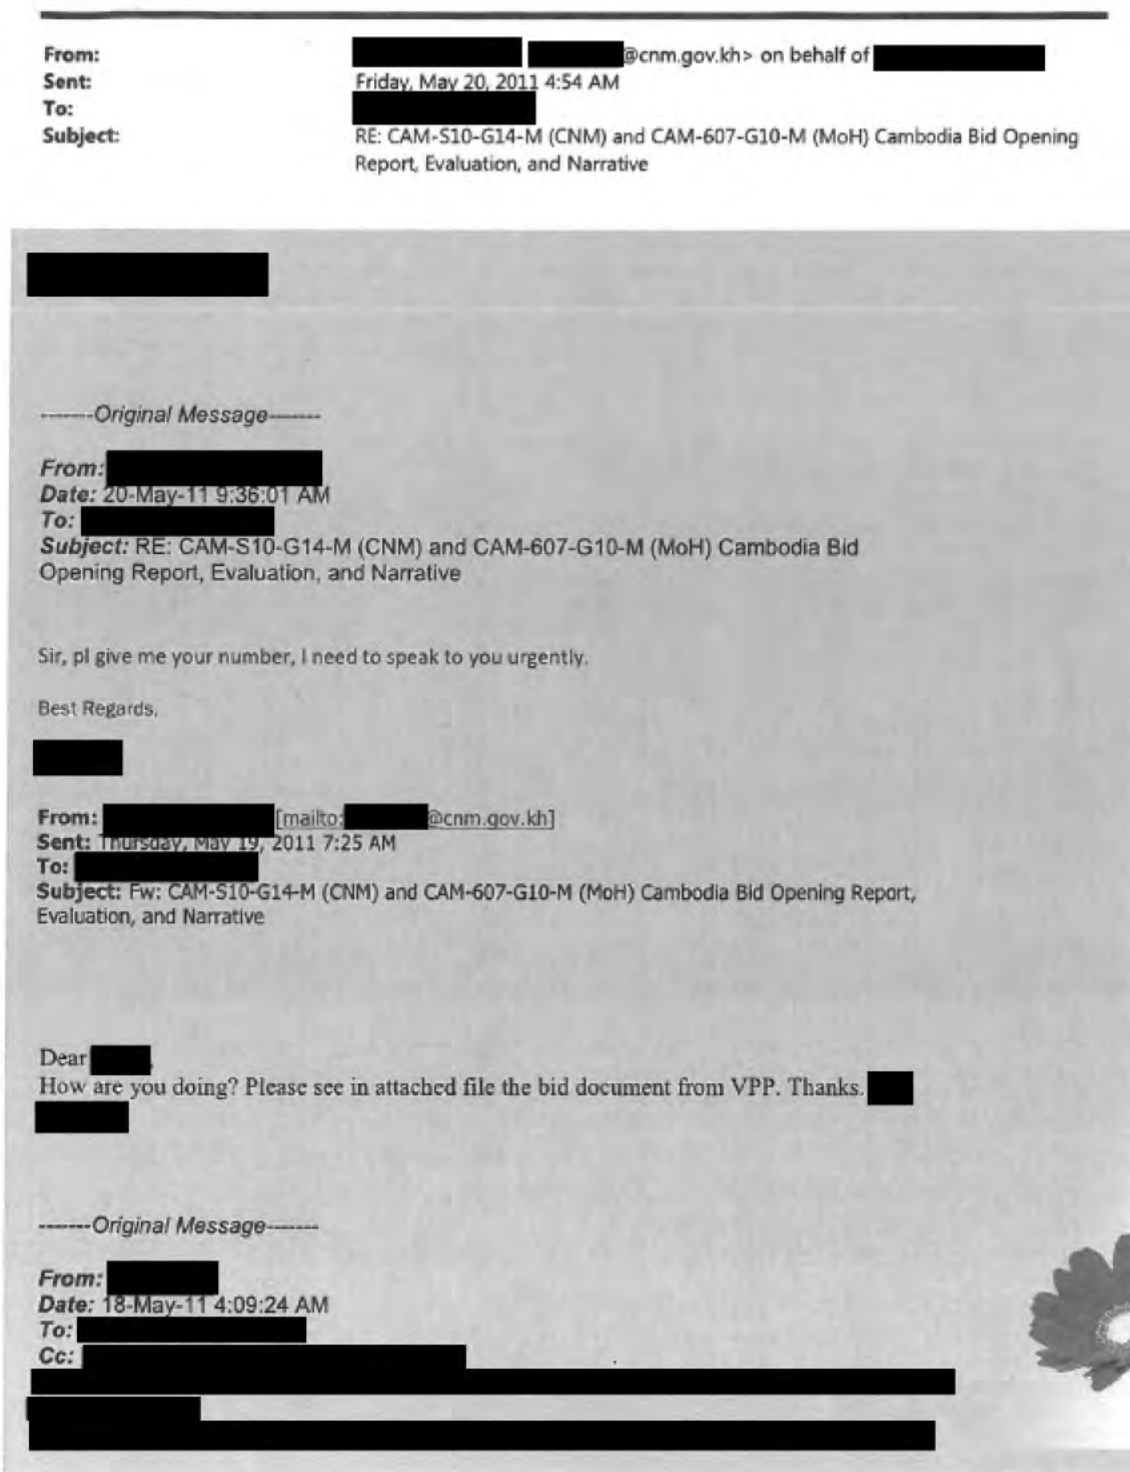 From: @cnm.gov.kh> on behalf of
Sent: Friday, May 20, 2011 4:54 AM
To:
Subject: RE: CAM-S10-G14-M (CNM) and CAM-607-G10-M (MoH) Cambodia Bid Opening
Report, Evaluation, and Narrative
-------Original Message-------
From:
Date: 20-May-11 9:36:01 AM
To:
Subject: RE: CAM-S10-G14-M (CNM) and CAM-607-G10-M (MoH) Cambodia Bid
Opening Report, Evaluation, and Narrative
Sir, pl give me your number, I need to speak to you urgently.
Best Regards,
From: [mailto: @cnm.gov.kh]
Sent: Thursday, May 19, 2011 7:25 AM
To:
Subject: Fw: CAM-S10-G14-M (CNM) and CAM-607-G10-M (MoH) Cambodia Bid Opening Report,
Evaluation, and Narrative
Dear ,
How are you doing? Please see in attached file the bid document from VPP. Thanks.
-------Original Message-------
From:
Date: 18-May-11 4:09:24 AM
To:
Cc: